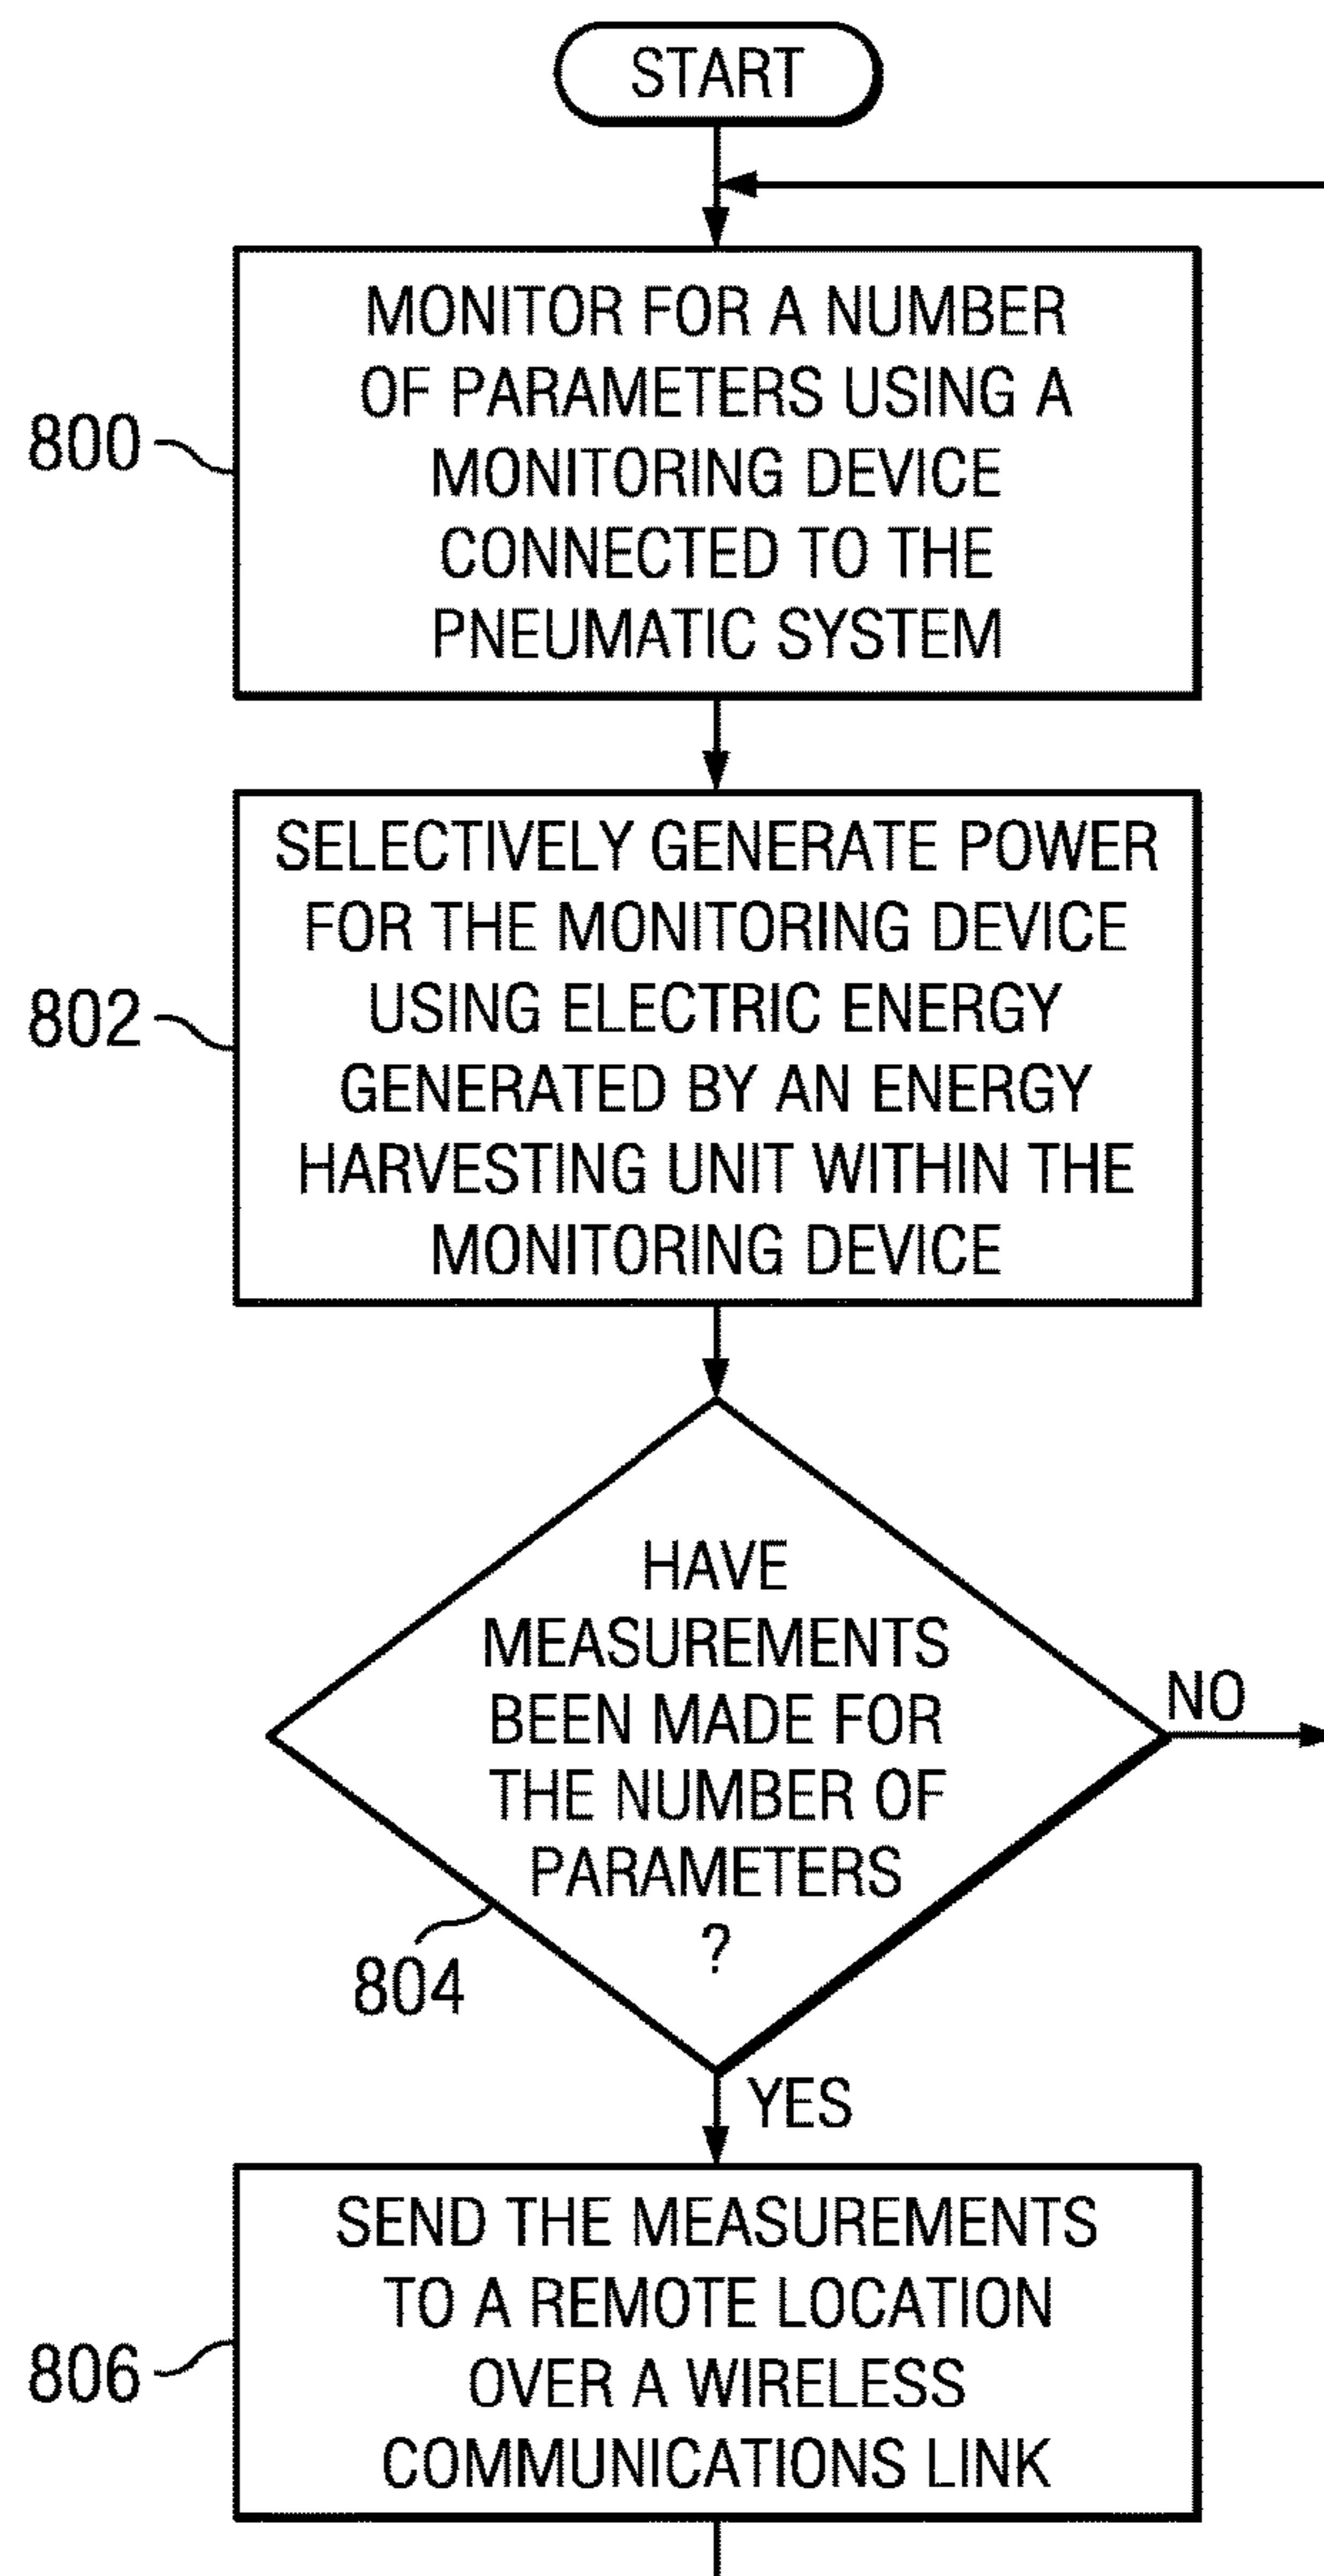 START
MONITOR FOR A NUMBER
OF PARAMETERS USING A
MONITORING DEVICE
CONNECTED TO THE
PNEUMATIC SYSTEM
800
SELECTIVELY GENERATE POWER
FOR THE MONITORING DEVICE
USING ELECTRIC ENERGY
GENERATED BY AN ENERGY
HARVESTING UNIT WITHIN THE
MONITORING DEVICE
802
HAVE
MEASUREMENTS
BEEN MADE FOR
THE NUMBER OF
PARAMETERS
?
NO
804
YES
SEND THE MEASUREMENTS
TO A REMOTE LOCATION
OVER A WIRELESS
COMMUNICATIONS LINK
806